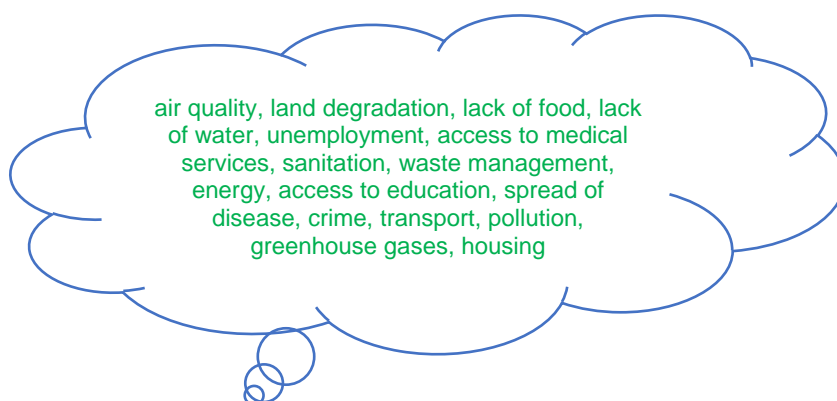 air quality, land degradation, lack of food, lack
of water, unemployment, access to medical
services, sanitation, waste management,
energy, access to education, spread of
disease, crime, transport, pollution,
greenhouse gases, housing